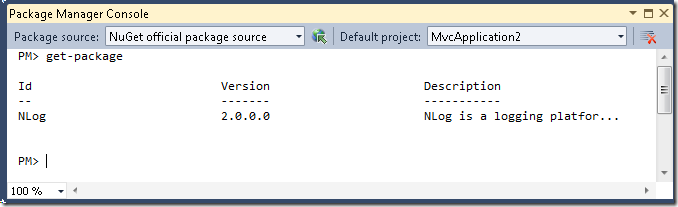 Package Manager Console
Package source: NuGet official package source Default project: MvcApplication2
PM> get-package
Id Version Description
-- ------- -----------
NLog 2.0.0.0 NLog is a logging platfor...
PM>
100 %